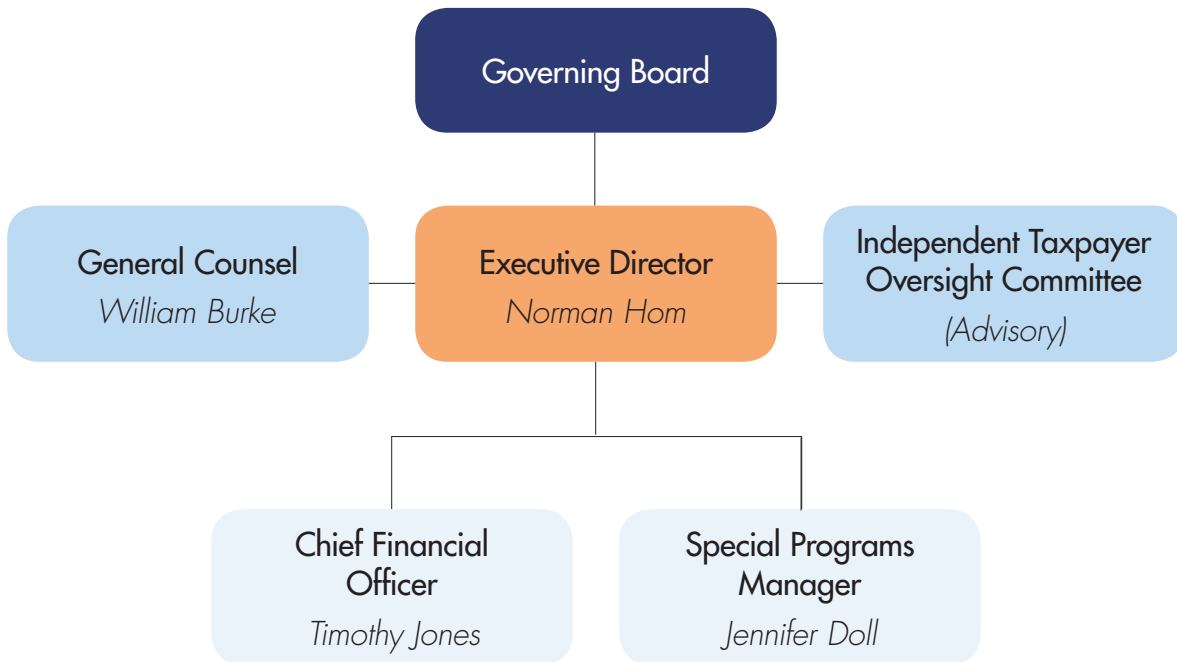 Governing Board
General Counsel
William Burke
Executive Director
Norman Hom
Independent Taxpayer
Oversight Committee
(Advisory)
Chief Financial
Officer
Timothy Jones
Special Programs
Manager
Jennifer Doll